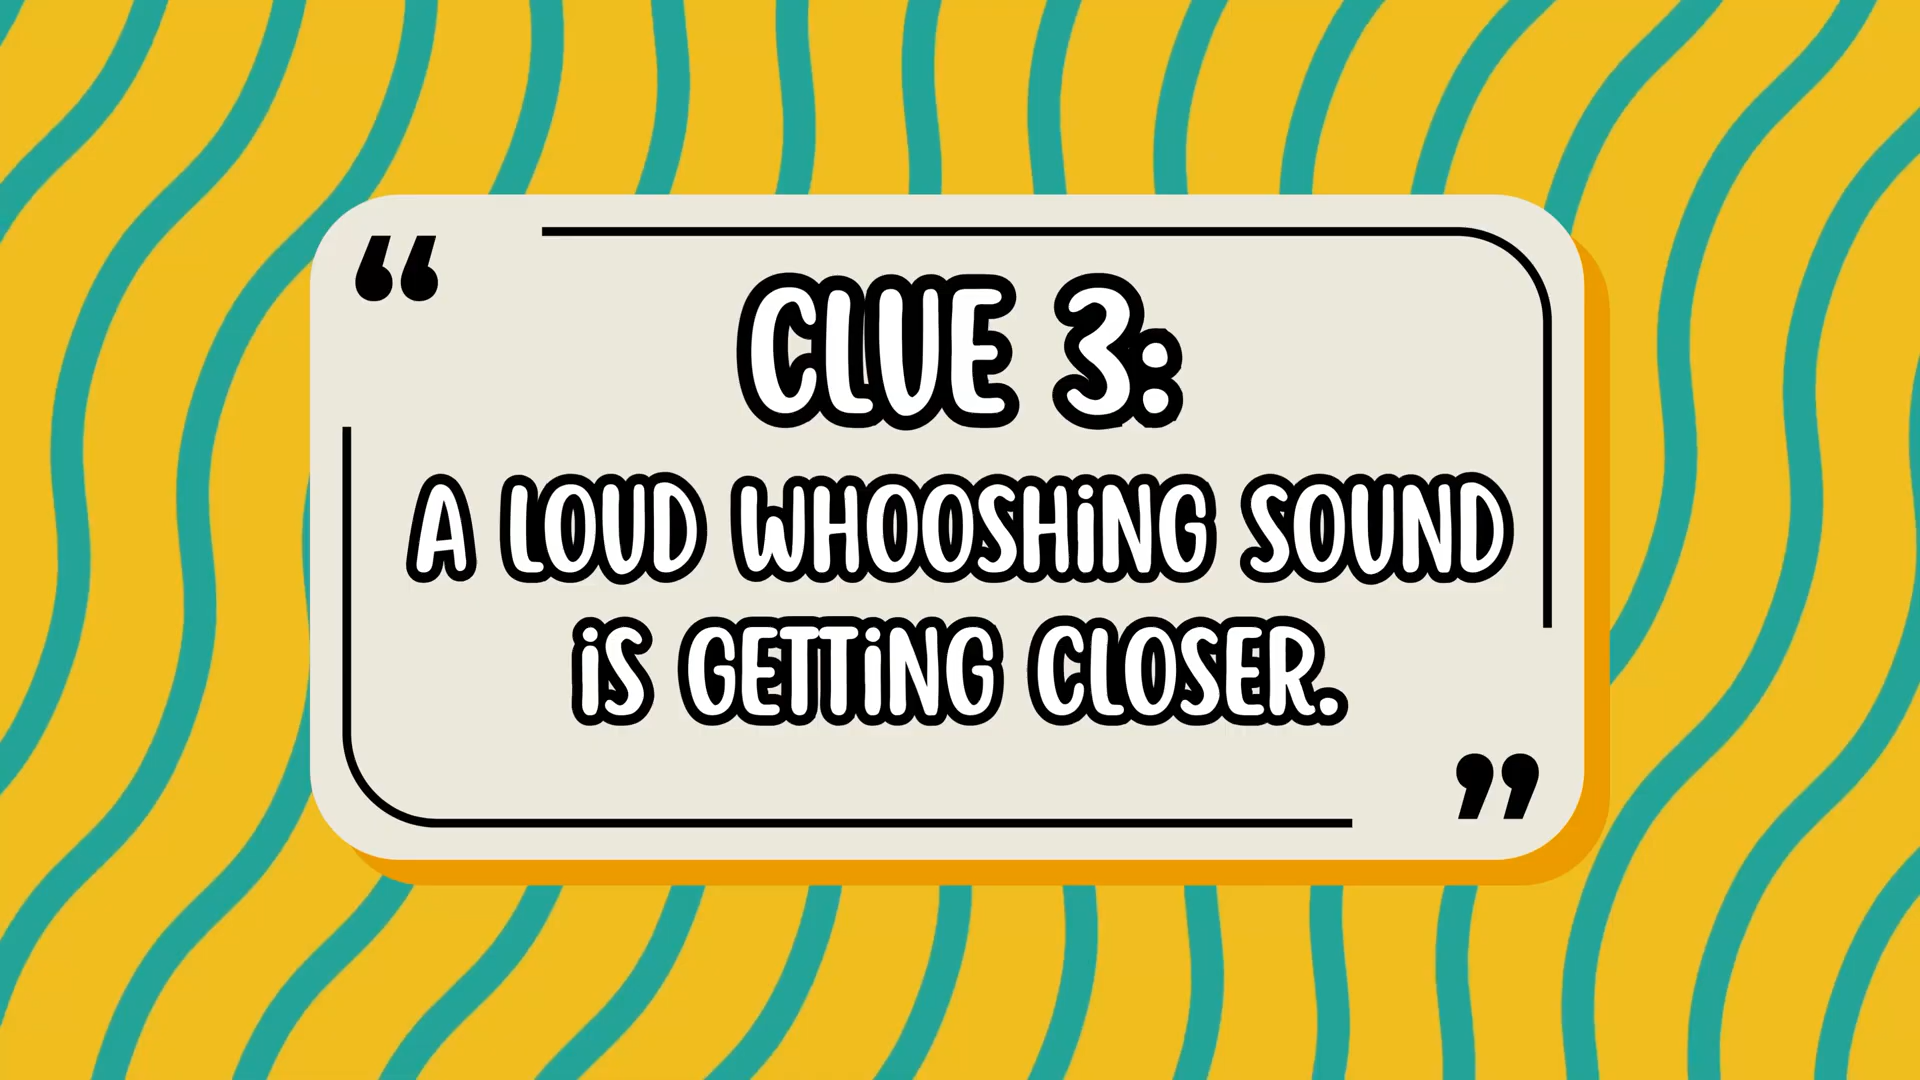 “
CLUE 3:
A LOUD WHOOSHING SOUND
IS GETTING CLOSER.
”